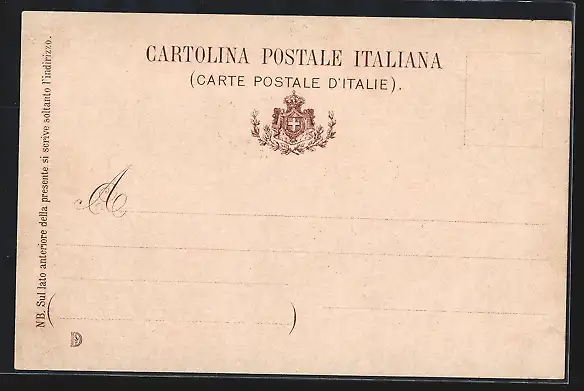 CARTOLINA POSTALE ITALIANA
(CARTE POSTALE D'ITALIE).
A
NB. Sul lato anteriore della presente si scrive soltanto l'indirizzo.